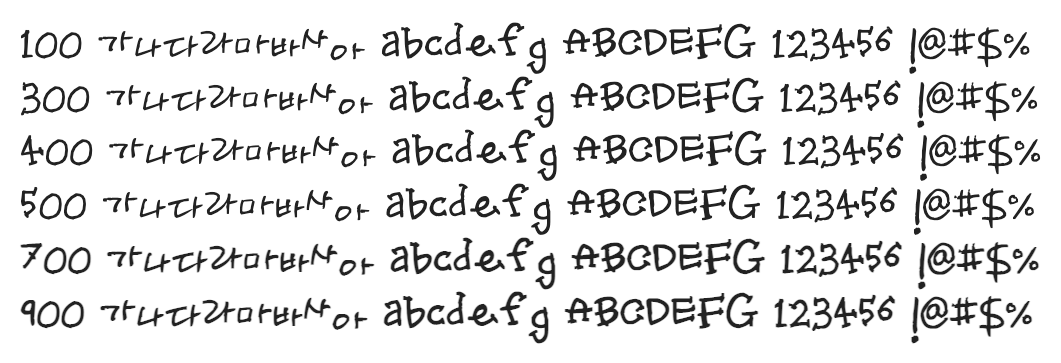 100 가나다라마바사아 abcdefg ABCDEFG 123456 !@#$%
300 가나다라마바사아 abcdefg ABCDEFG 123456 !@#$%
400 가나다라마바사아 abcdefg ABCDEFG 123456 !@#$%
500 가나다라마바사아 abcdefg ABCDEFG 123456 !@#$%
700 가나다라마바사아 abcdefg ABCDEFG 123456 !@#$%
900 가나다라마바사아 abcdefg ABCDEFG 123456 !@#$%